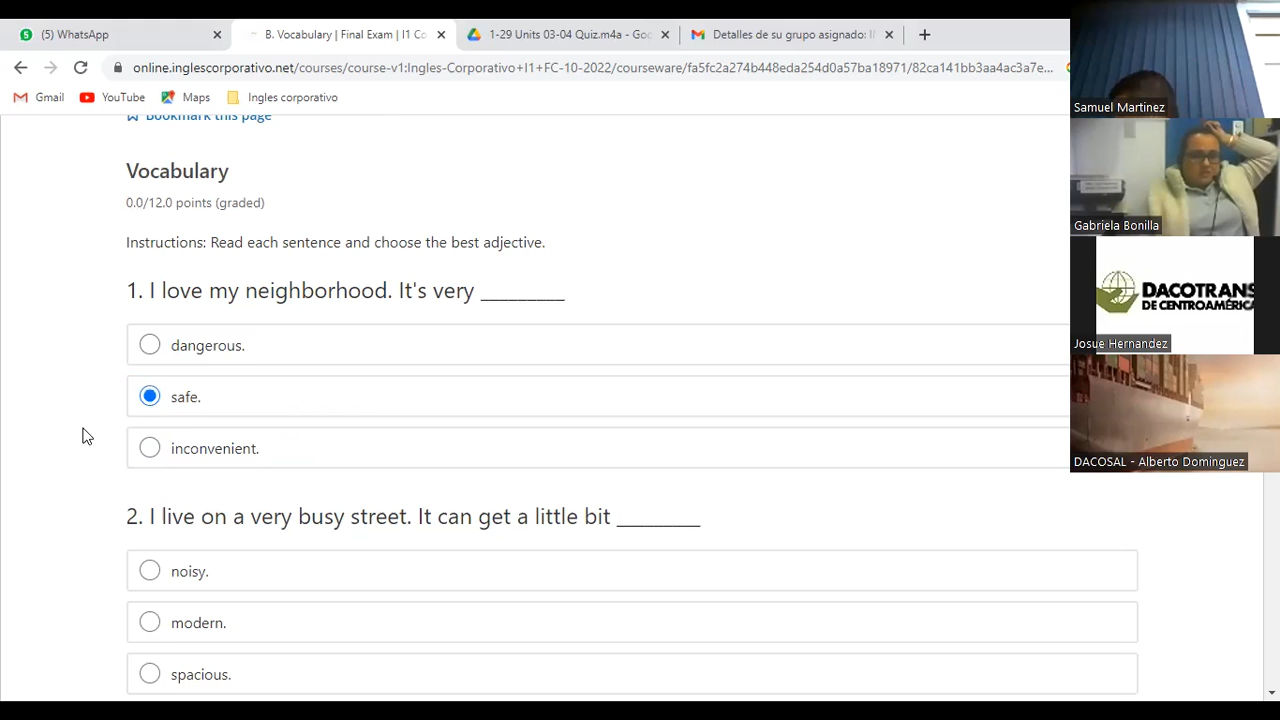 (5) WhatsApp
B. Vocabulary | Final Exam | I1 Co
1-29 Units 03-04 Quiz.m4a - Goo
Detalles de su grupo asignado: I
online.inglescorporativo.net/courses/course-v1:Ingles-Corporativo+I1+FC-10-2022/courseware/fa5fc2a274b448eda254d0a57ba18971/82ca141bb3aa4ac3a7e...
Gmail
YouTube
Maps
Ingles corporativo
Bookmark this page
Vocabulary
0.0/12.0 points (graded)
Instructions: Read each sentence and choose the best adjective.
1. I love my neighborhood. It's very _________
dangerous.
safe.
inconvenient.
2. I live on a very busy street. It can get a little bit _________
noisy.
modern.
spacious.
Samuel Martinez
Gabriela Bonilla
DACOTRANS
DE CENTROAMÉRICA
Josue Hernandez
DACOSAL - Alberto Dominguez